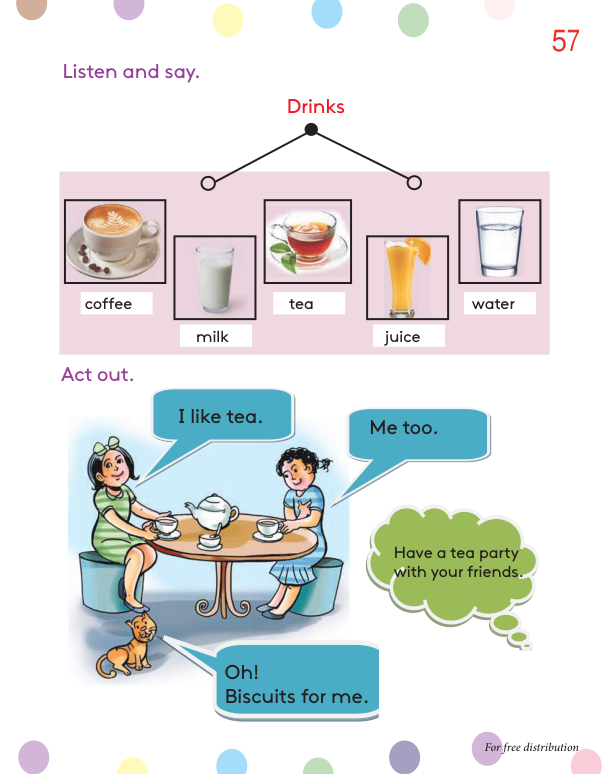 57
Listen and say.
Drinks
coffee
milk
tea
juice
water
Act out.
I like tea.
Me too.
Have a tea party
with your friends.
Oh!
Biscuits for me.
For free distribution